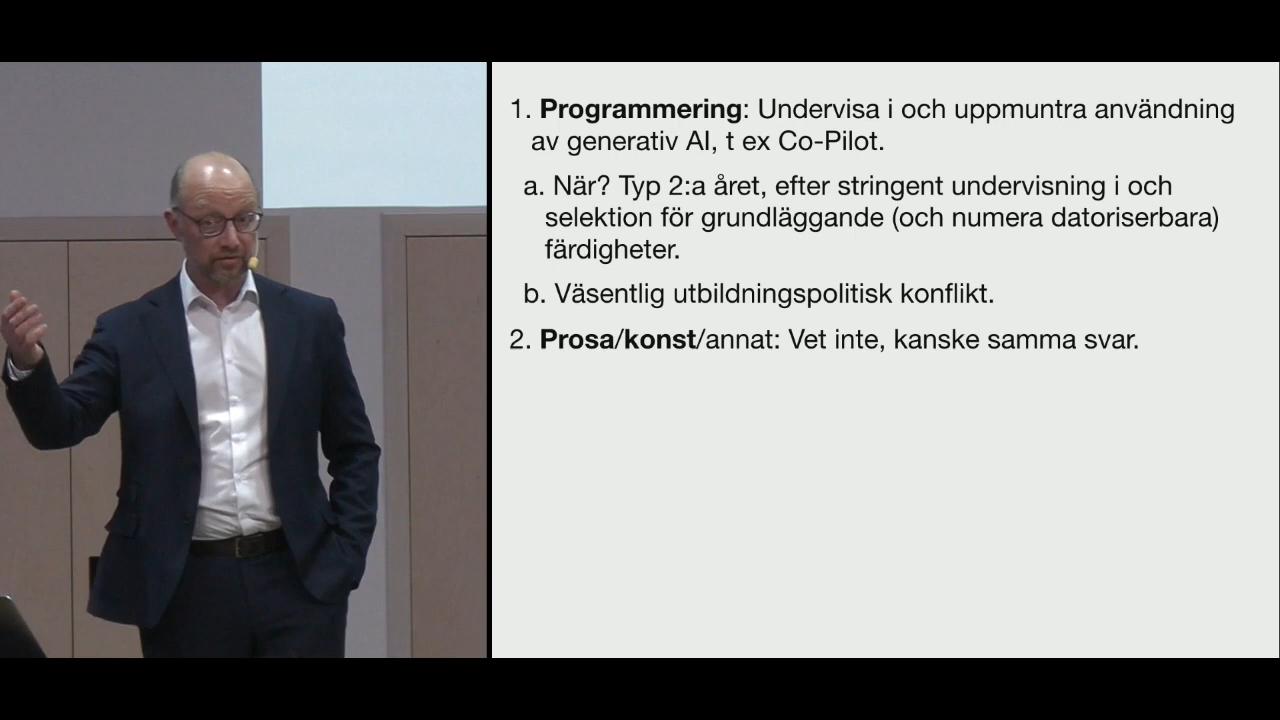 1. Programmering: Undervisa i och uppmuntra användning
av generativ AI, t ex Co-Pilot.
a. När? Typ 2:a året, efter stringent undervisning i och
selektion för grundläggande (och numera datoriserbara)
färdigheter.
b. Väsentlig utbildningspolitisk konflikt.
2. Prosa/konst/annat: Vet inte, kanske samma svar.